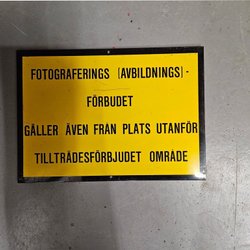 FOTOGRAFERINGS (AVBILDNINGS)-
FÖRBUDET
GÄLLER ÄVEN FRÅN PLATS UTANFÖR
TILLTRÄDESFÖRBJUDET OMRÅDE